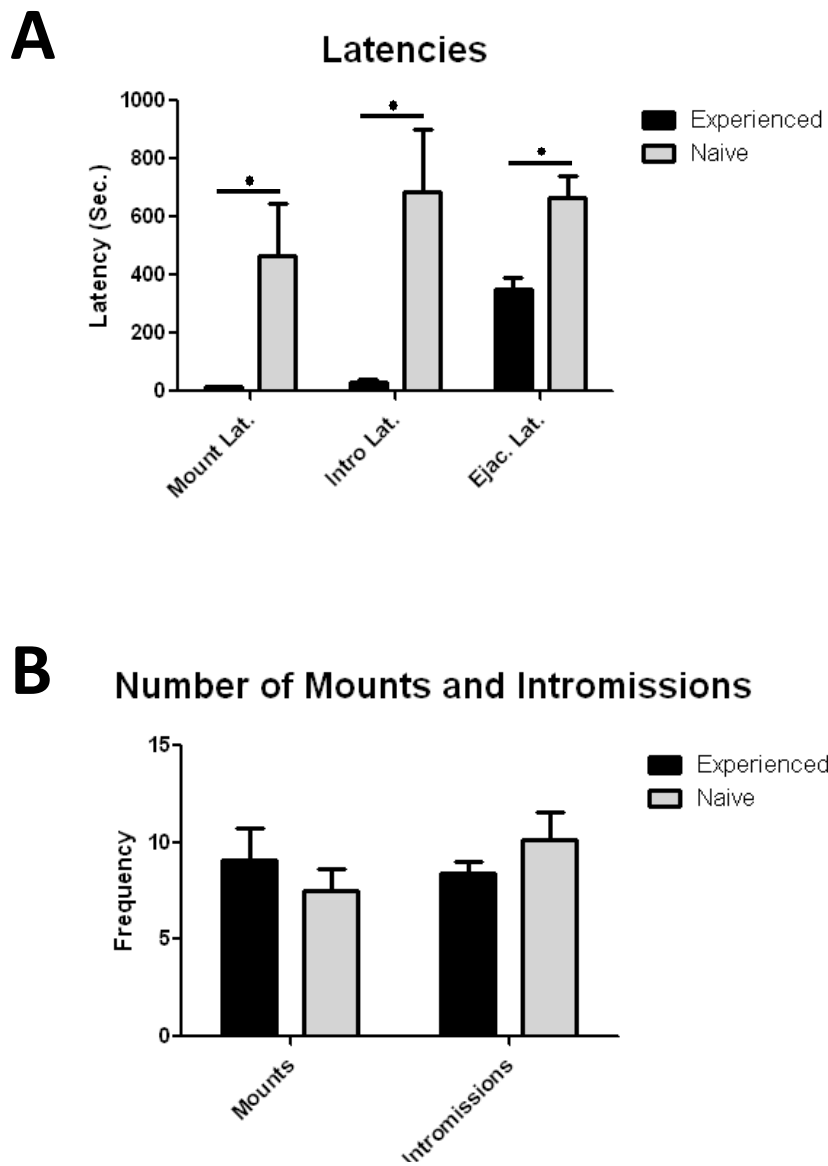 A
Latencies
1000
800
600
400
200
0
Latency (Sec.)
*
*
*
Experienced
Naive
Mount Lat.
Intro Lat.
Ejac. Lat.
B
Number of Mounts and Intromissions
15
10
5
0
Frequency
Experienced
Naive
Mounts
Intromissions